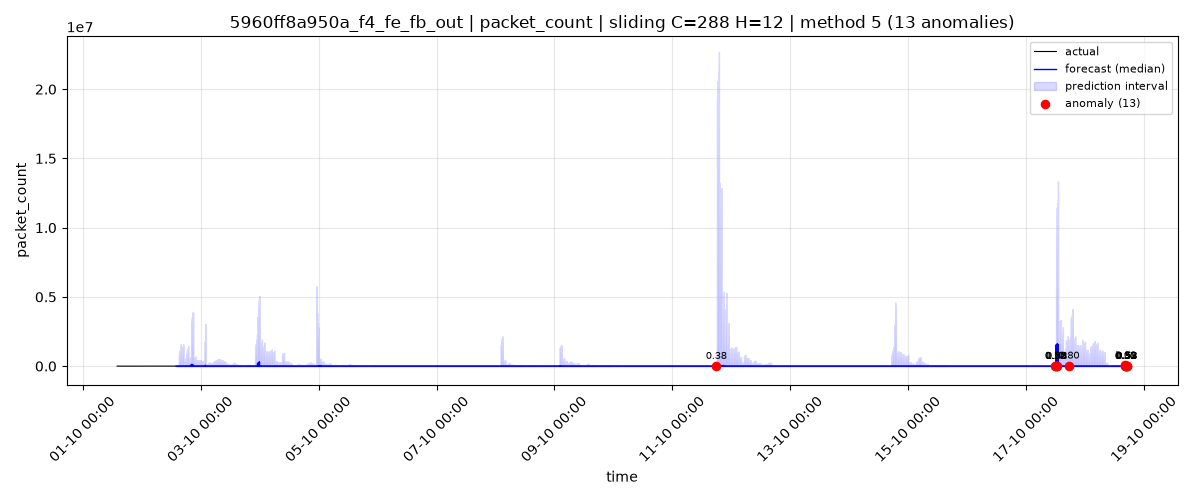 5960ff8a950a_f4_fe_fb_out | packet_count | sliding C=288 H=12 | method 5 (13 anomalies)
1e7
actual
forecast (median)
prediction interval
anomaly (13)
2.0
1.5
1.0
0.5
0.0
packet_count
0.38
01-10 00:00
03-10 00:00
05-10 00:00
07-10 00:00
09-10 00:00
11-10 00:00
13-10 00:00
15-10 00:00
17-10 00:00
19-10 00:00
time